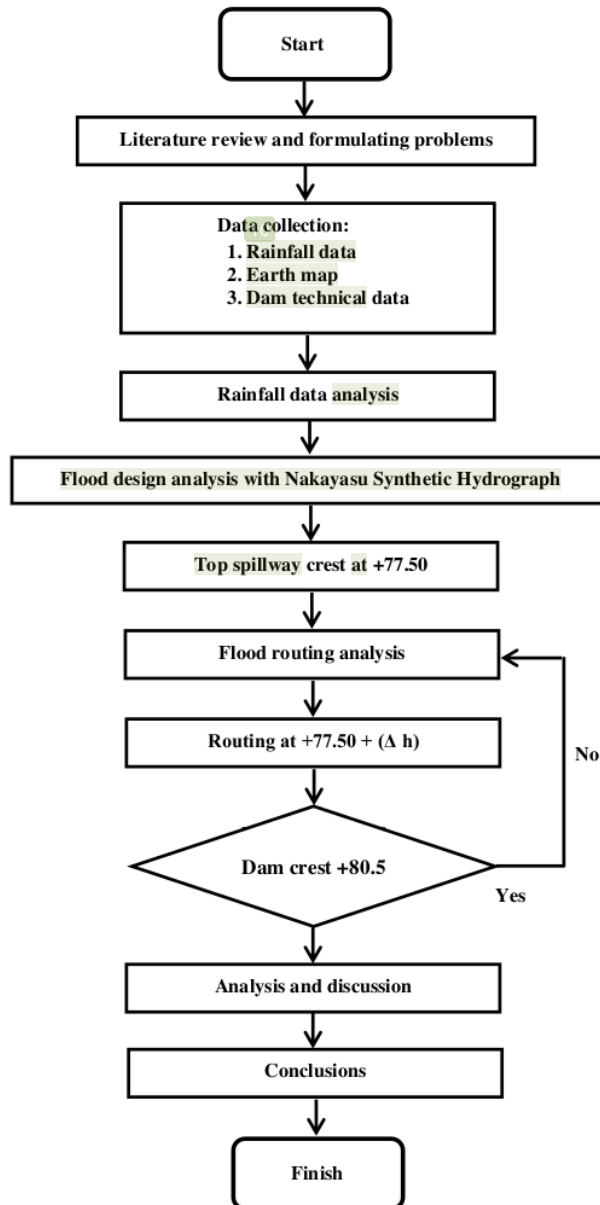 Start
Literature review and formulating problems
Data collection:
1. Rainfall data
2. Earth map
3. Dam technical data
Rainfall data analysis
Flood design analysis with Nakayasu Synthetic Hydrograph
Top spillway crest at +77.50
Flood routing analysis
Routing at +77.50 + (Δ h)
No
Dam crest +80.5
Yes
Analysis and discussion
Conclusions
Finish